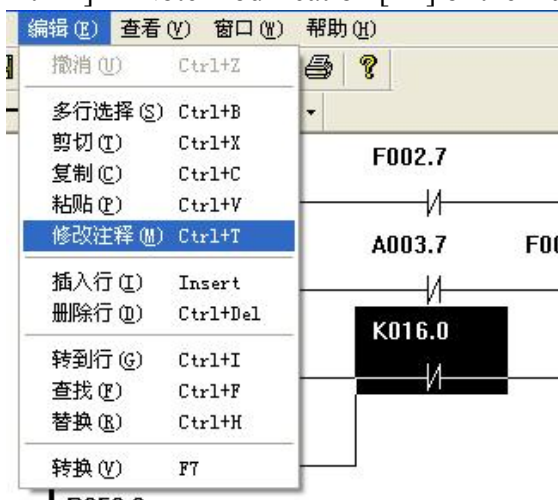 编辑(E) 查看(V) 窗口(W) 帮助(H)
撤消(U) Ctrl+Z
多行选择(S) Ctrl+B
剪切(T) Ctrl+X
复制(C) Ctrl+C
粘贴(P) Ctrl+V
修改注释(M) Ctrl+T
插入行(I) Insert
删除行(D) Ctrl+Del
转到行(G) Ctrl+I
查找(F) Ctrl+F
替换(R) Ctrl+H
转换(V) F7
F002.7
A003.7 F00
K016.0